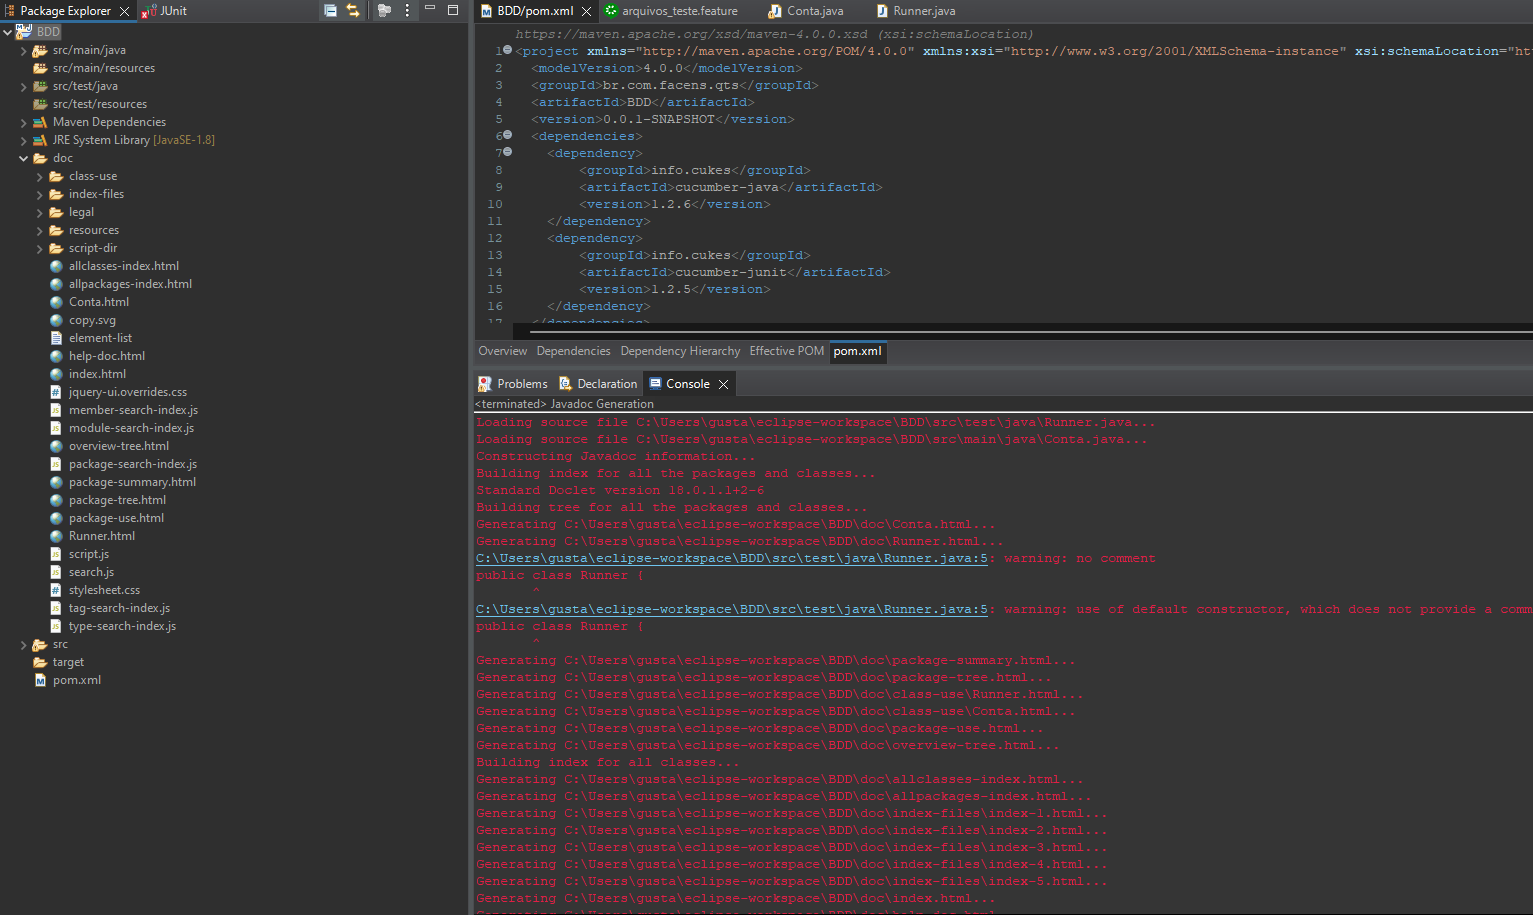 Package Explorer
JUnit
BDD
src/main/java
src/main/resources
src/test/java
src/test/resources
Maven Dependencies
JRE System Library [JavaSE-1.8]
doc
class-use
index-files
legal
resources
script-dir
allclasses-index.html
allpackages-index.html
Conta.html
copy.svg
element-list
help-doc.html
index.html
jquery-ui.overrides.css
member-search-index.js
module-search-index.js
overview-tree.html
package-search-index.js
package-summary.html
package-tree.html
package-use.html
Runner.html
script.js
search.js
stylesheet.css
tag-search-index.js
type-search-index.js
src
target
pom.xml
BDD/pom.xml
arquivos_teste.feature
Conta.java
Runner.java
https://maven.apache.org/xsd/maven-4.0.0.xsd (xsi:schemaLocation)
1 <project xmlns="http://maven.apache.org/POM/4.0.0" xmlns:xsi="http://www.w3.org/2001/XMLSchema-instance" xsi:schemaLocation="ht
2 <modelVersion>4.0.0</modelVersion>
3 <groupId>br.com.facens.qts</groupId>
4 <artifactId>BDD</artifactId>
5 <version>0.0.1-SNAPSHOT</version>
6 <dependencies>
7 <dependency>
8 <groupId>info.cukes</groupId>
9 <artifactId>cucumber-java</artifactId>
10 <version>1.2.6</version>
11 </dependency>
12 <dependency>
13 <groupId>info.cukes</groupId>
14 <artifactId>cucumber-junit</artifactId>
15 <version>1.2.5</version>
16 </dependency>
17 </dependencies>
Overview Dependencies Dependency Hierarchy Effective POM pom.xml
Problems Declaration Console
<terminated> Javadoc Generation
Loading source file C:\Users\gusta\eclipse-workspace\BDD\src\test\java\Runner.java...
Loading source file C:\Users\gusta\eclipse-workspace\BDD\src\main\java\Conta.java...
Constructing Javadoc information...
Building index for all the packages and classes...
Standard Doclet version 18.0.1.1+2-6
Building tree for all the packages and classes...
Generating C:\Users\gusta\eclipse-workspace\BDD\doc\Conta.html...
Generating C:\Users\gusta\eclipse-workspace\BDD\doc\Runner.html...
C:\Users\gusta\eclipse-workspace\BDD\src\test\java\Runner.java:5: warning: no comment
public class Runner {
^
C:\Users\gusta\eclipse-workspace\BDD\src\test\java\Runner.java:5: warning: use of default constructor, which does not provide a comm
public class Runner {
^
Generating C:\Users\gusta\eclipse-workspace\BDD\doc\package-summary.html...
Generating C:\Users\gusta\eclipse-workspace\BDD\doc\package-tree.html...
Generating C:\Users\gusta\eclipse-workspace\BDD\doc\class-use\Runner.html...
Generating C:\Users\gusta\eclipse-workspace\BDD\doc\class-use\Conta.html...
Generating C:\Users\gusta\eclipse-workspace\BDD\doc\package-use.html...
Generating C:\Users\gusta\eclipse-workspace\BDD\doc\overview-tree.html...
Building index for all classes...
Generating C:\Users\gusta\eclipse-workspace\BDD\doc\allclasses-index.html...
Generating C:\Users\gusta\eclipse-workspace\BDD\doc\allpackages-index.html...
Generating C:\Users\gusta\eclipse-workspace\BDD\doc\index-files\index-1.html...
Generating C:\Users\gusta\eclipse-workspace\BDD\doc\index-files\index-2.html...
Generating C:\Users\gusta\eclipse-workspace\BDD\doc\index-files\index-3.html...
Generating C:\Users\gusta\eclipse-workspace\BDD\doc\index-files\index-4.html...
Generating C:\Users\gusta\eclipse-workspace\BDD\doc\index-files\index-5.html...
Generating C:\Users\gusta\eclipse-workspace\BDD\doc\index.html...
Generating C:\Users\gusta\eclipse-workspace\BDD\doc\help-doc.html...